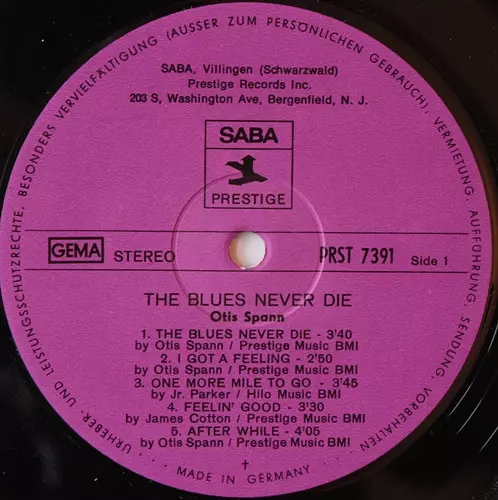 URHEBER- UND LEISTUNGSSCHUTZRECHTE, BESONDERS VERVIELFÄLTIGUNG (AUSSER ZUM PERSÖNLICHEN GEBRAUCH), VERMIETUNG, AUFFÜHRUNG, SENDUNG, VORBEHALTEN
SABA, Villingen (Schwarzwald)
Prestige Records Inc.
203 S, Washington Ave, Bergenfield, N. J.
SABA
PRESTIGE
GEMA STEREO PRST 7391 Side 1
THE BLUES NEVER DIE
Otis Spann
1. THE BLUES NEVER DIE - 3'40
by Otis Spann / Prestige Music BMI
2. I GOT A FEELING - 2'50
by Otis Spann / Prestige Music BMI
3. ONE MORE MILE TO GO - 3'45
by Jr. Parker / Hilo Music BMI
4. FEELIN' GOOD - 3'30
by James Cotton / Prestige Music BMI
5. AFTER WHILE - 4'05
by Otis Spann / Prestige Music BMI
MADE IN GERMANY